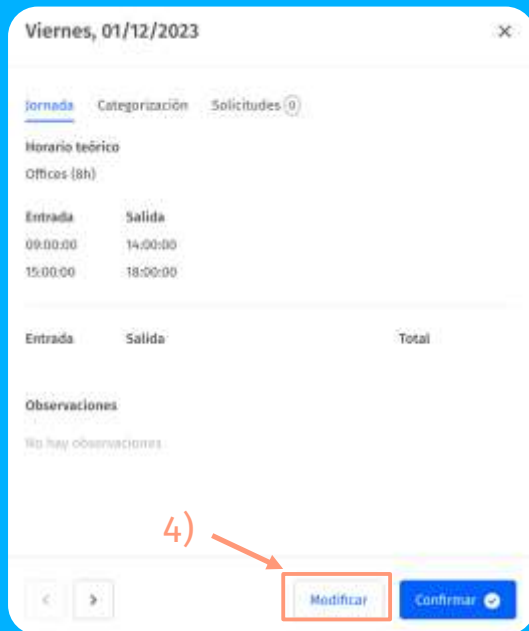 Viernes, 01/12/2023
Jornada Categorización Solicitudes 0
Horario teórico
Offices (8h)
Entrada Salida
09:00:00 14:00:00
15:00:00 18:00:00
Entrada Salida Total
Observaciones
No hay observaciones
4)
Modificar Confirmar